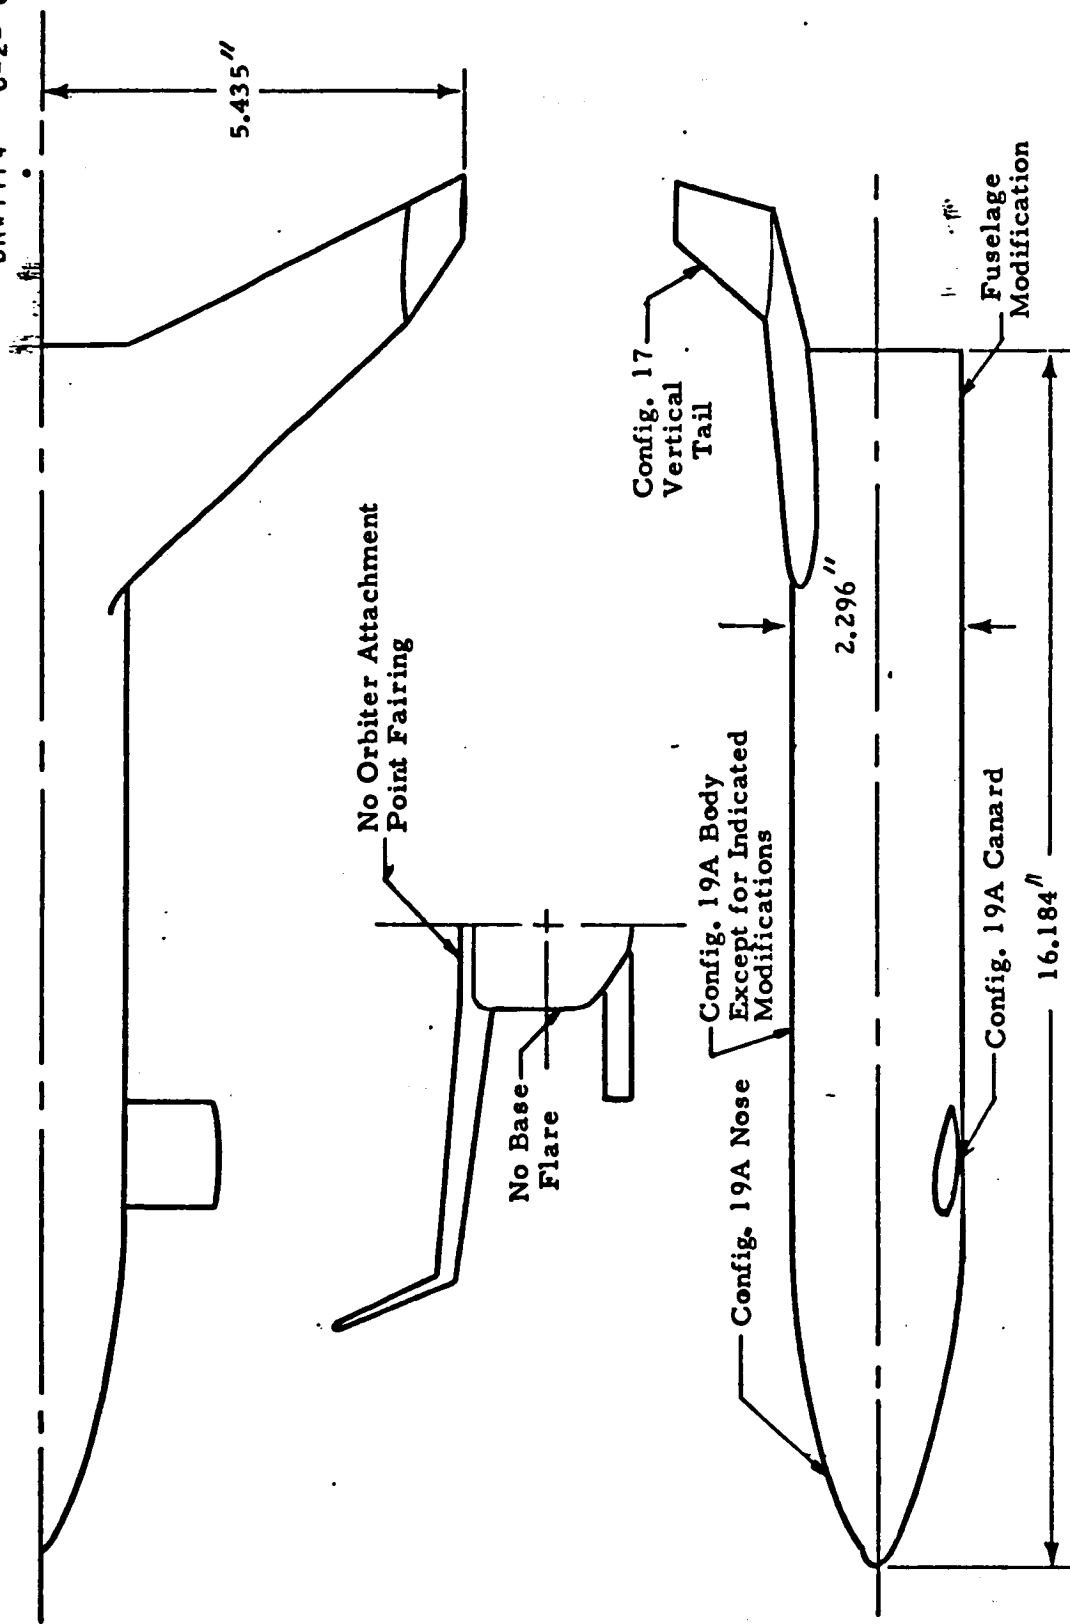 5.435"
No Orbiter Attachment
Point Fairing
No Base
Flare
Config. 17
Vertical
Tail
Fuselage
Modification
2.296"
Config. 19A Body
Except for Indicated
Modifications
Config. 19A Nose
Config. 19A Canard
16.184"